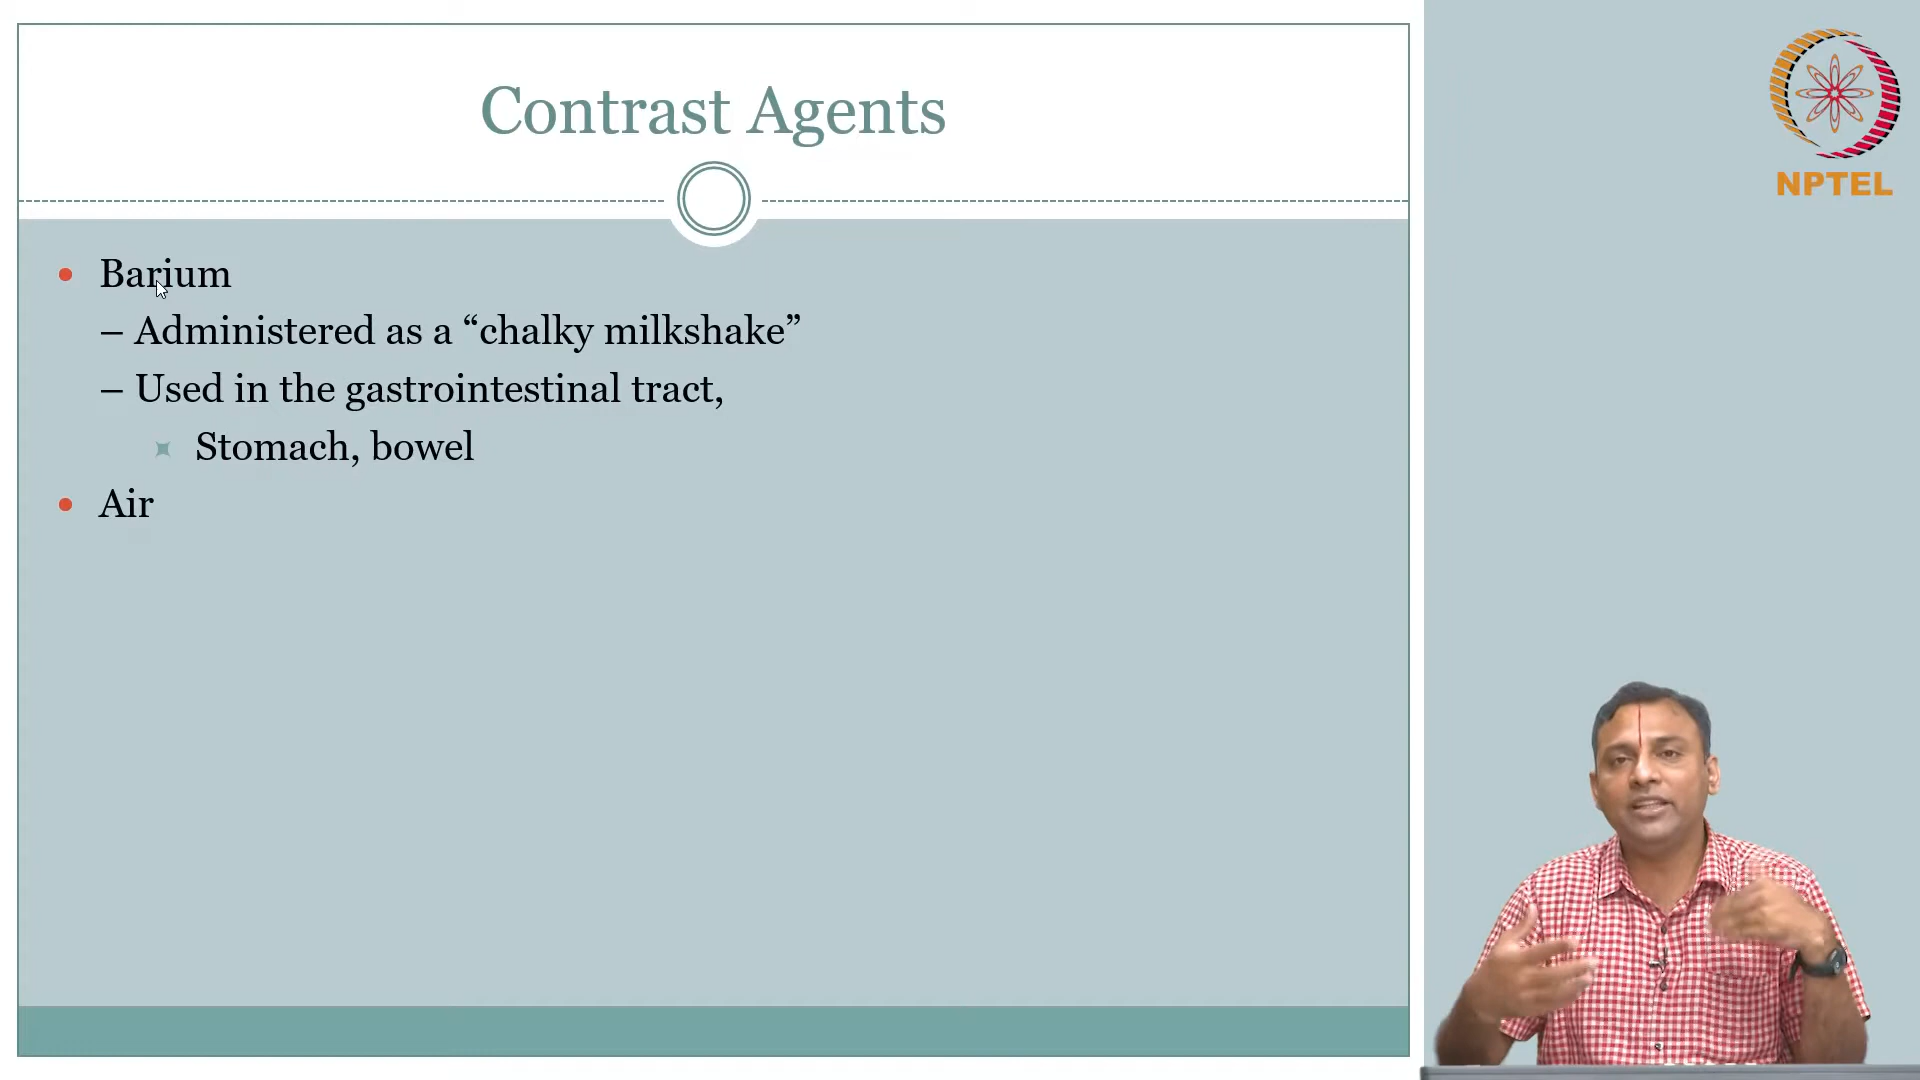 Contrast Agents
• Barium
– Administered as a “chalky milkshake”
– Used in the gastrointestinal tract,
Stomach, bowel
• Air
NPTEL